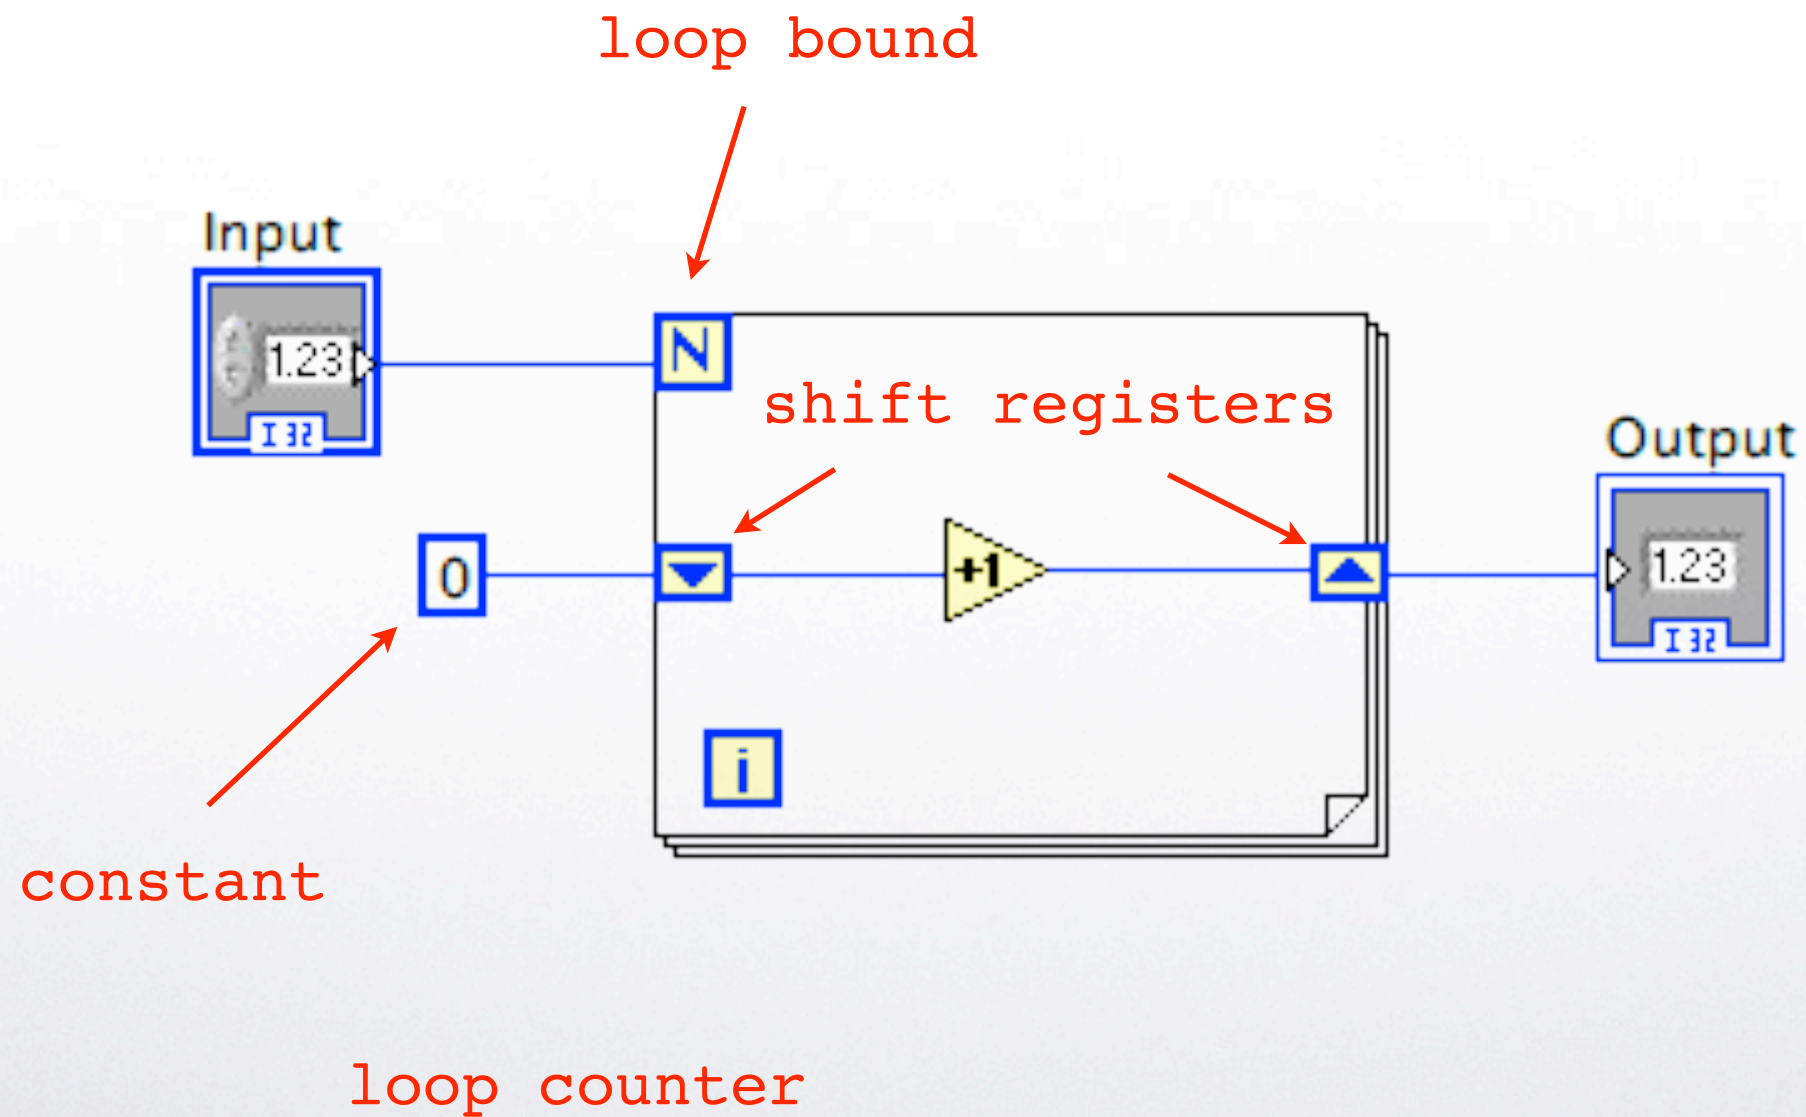 loop bound
Input
1.23
I32
N
shift registers
Output
0
+1
1.23
I32
i
constant
loop counter